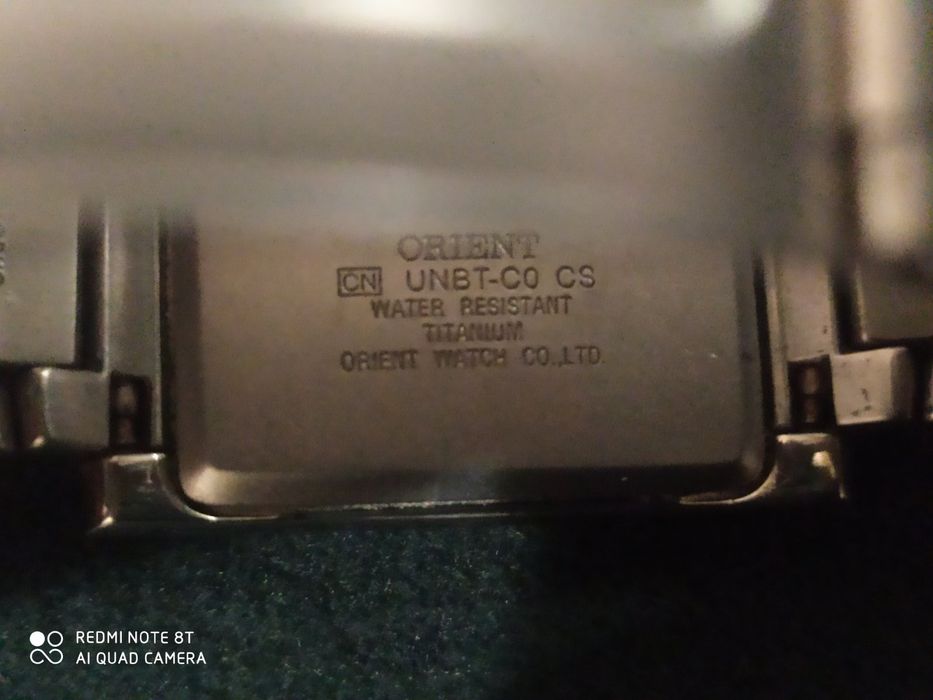 ORIENT
CN UNBT-C0 CS
WATER RESISTANT
TITANIUM
ORIENT WATCH CO.,LTD.
REDMI NOTE 8T
AI QUAD CAMERA